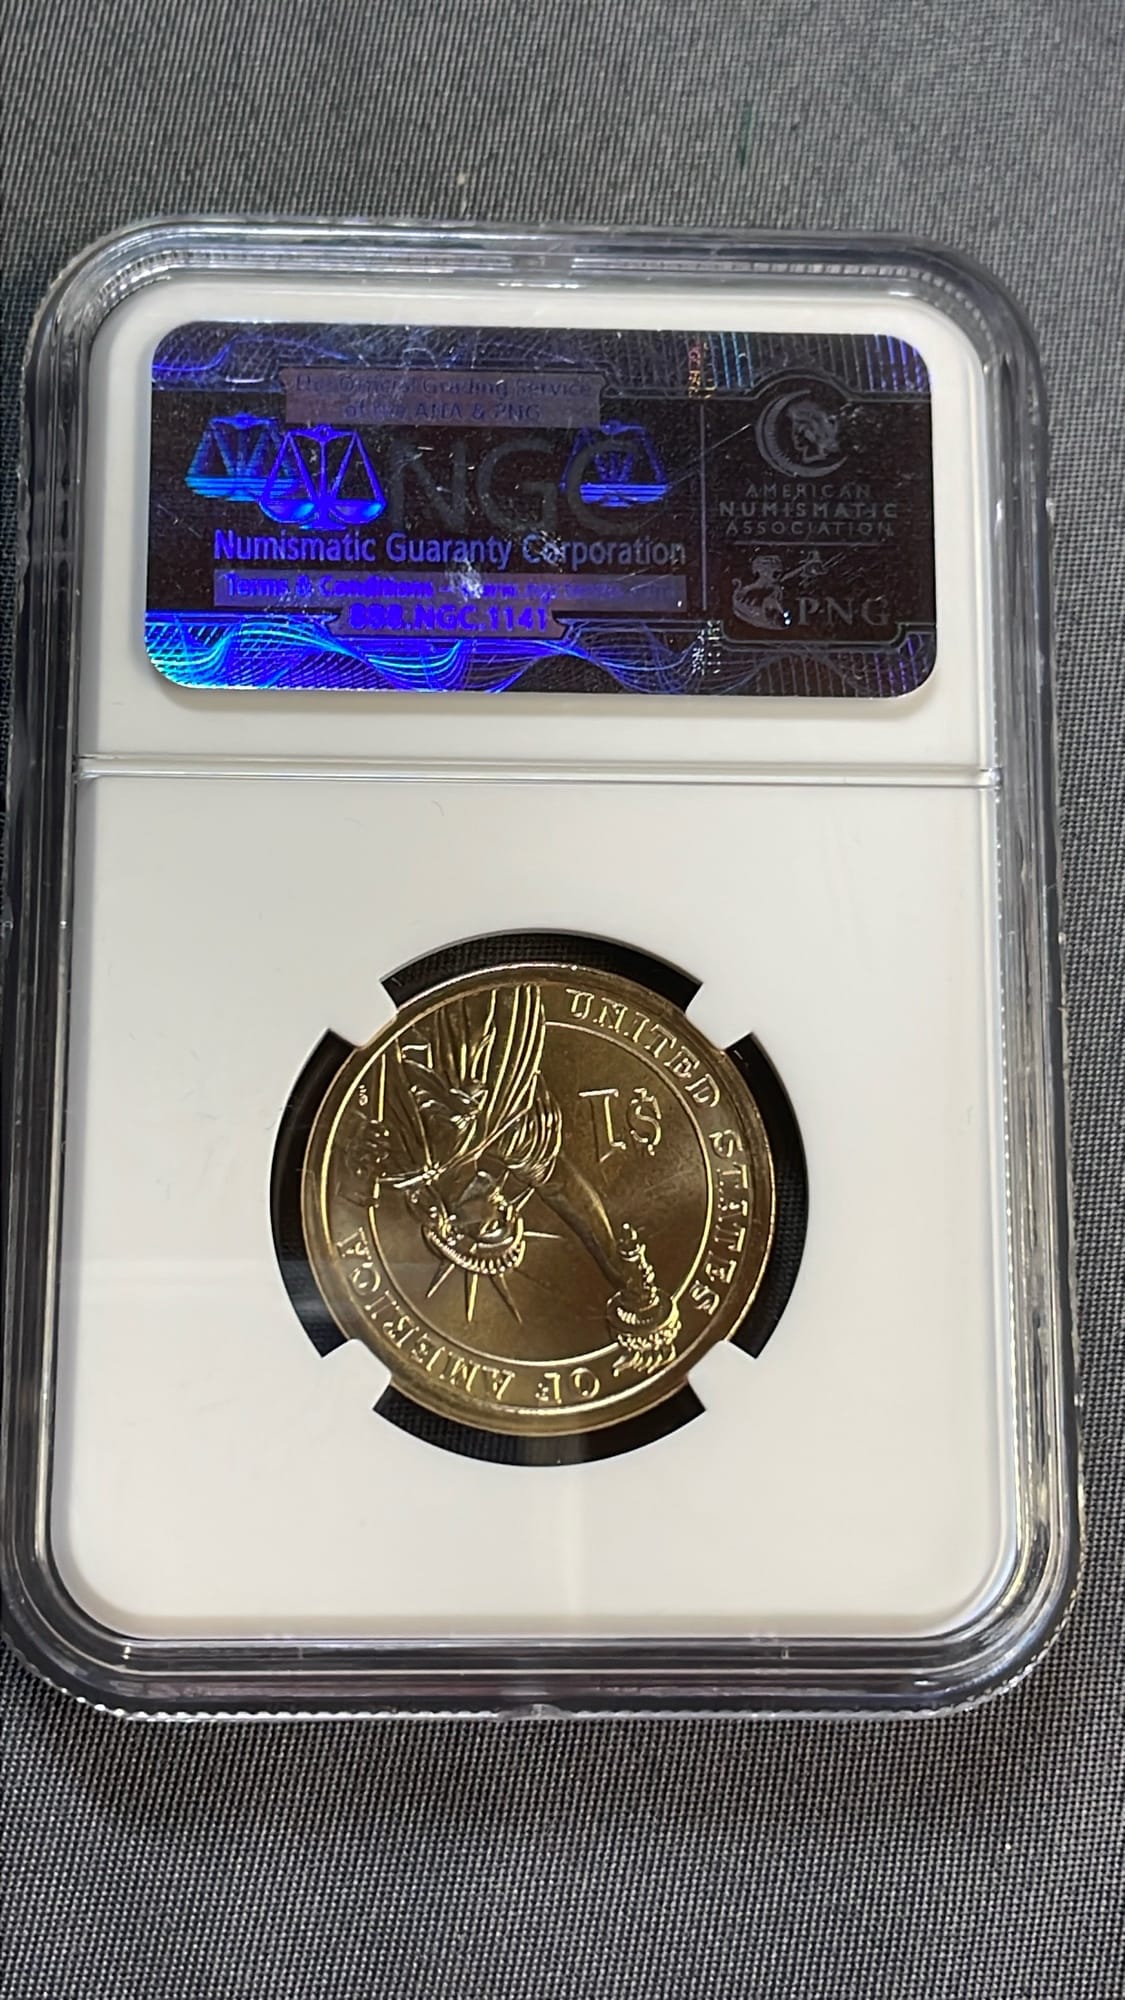 The Official Grading Service
of the ANA & PNG
NGC
Numismatic Guaranty Corporation
Terms & Conditions -
888.NGC.1141
AMERICAN
NUMISMATIC
ASSOCIATION
PNG
UNITED STATES OF AMERICA
$1